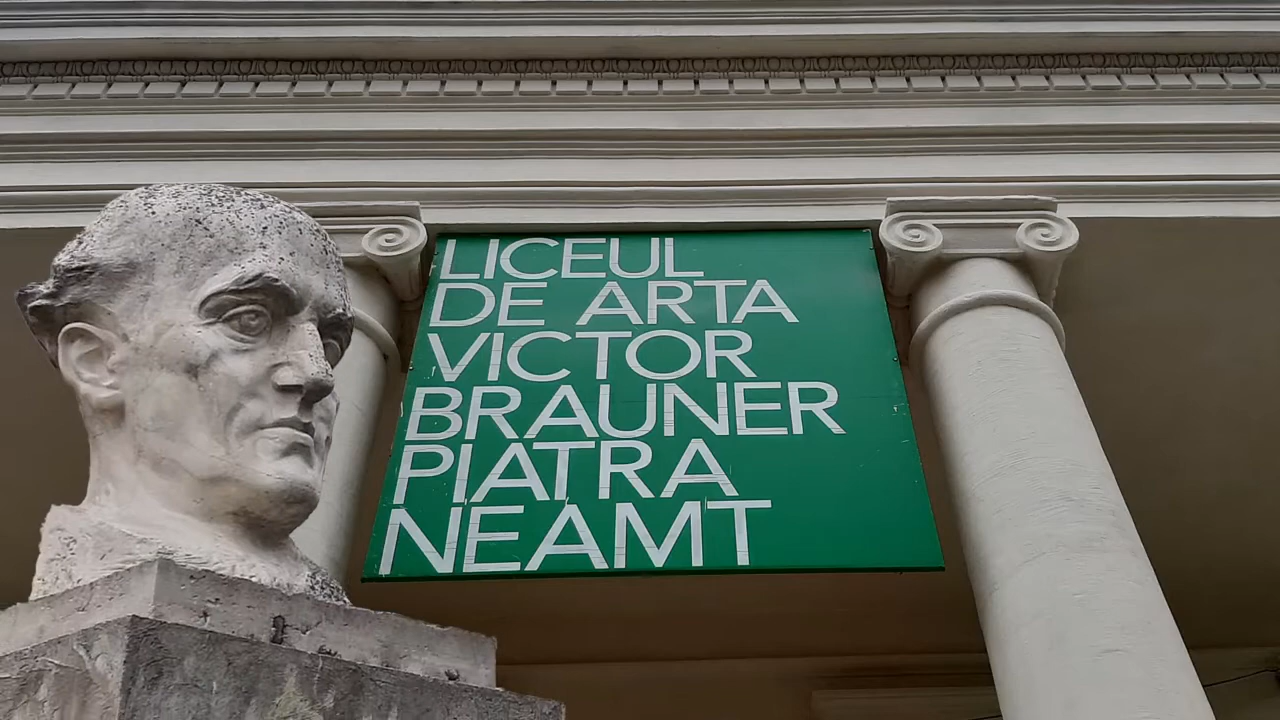 LICEUL
DE ARTA
VICTOR
BRAUNER
PIATRA
NEAMT